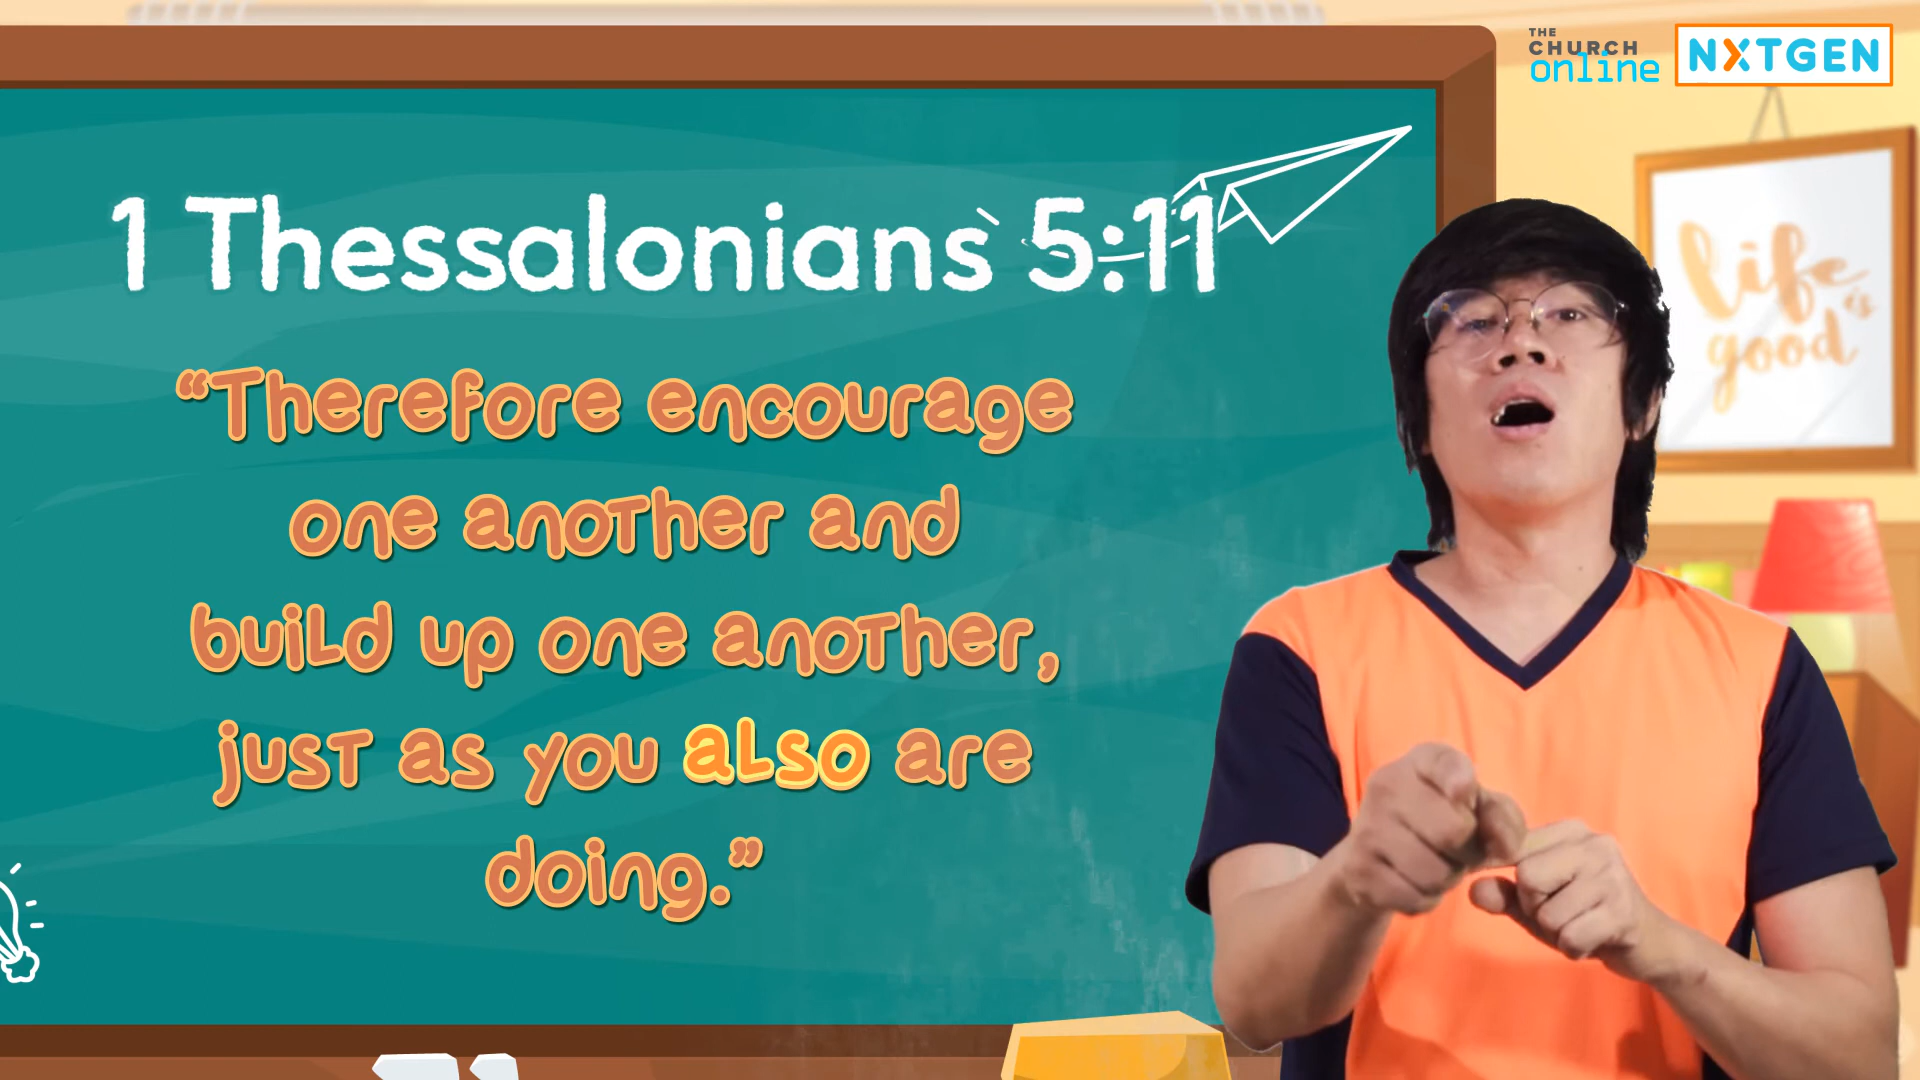 THE
CHURCH
online
NXTGEN
1 Thessalonians 5:11
“Therefore encourage
one another and
build up one another,
just as you also are
doing.”
life's
good